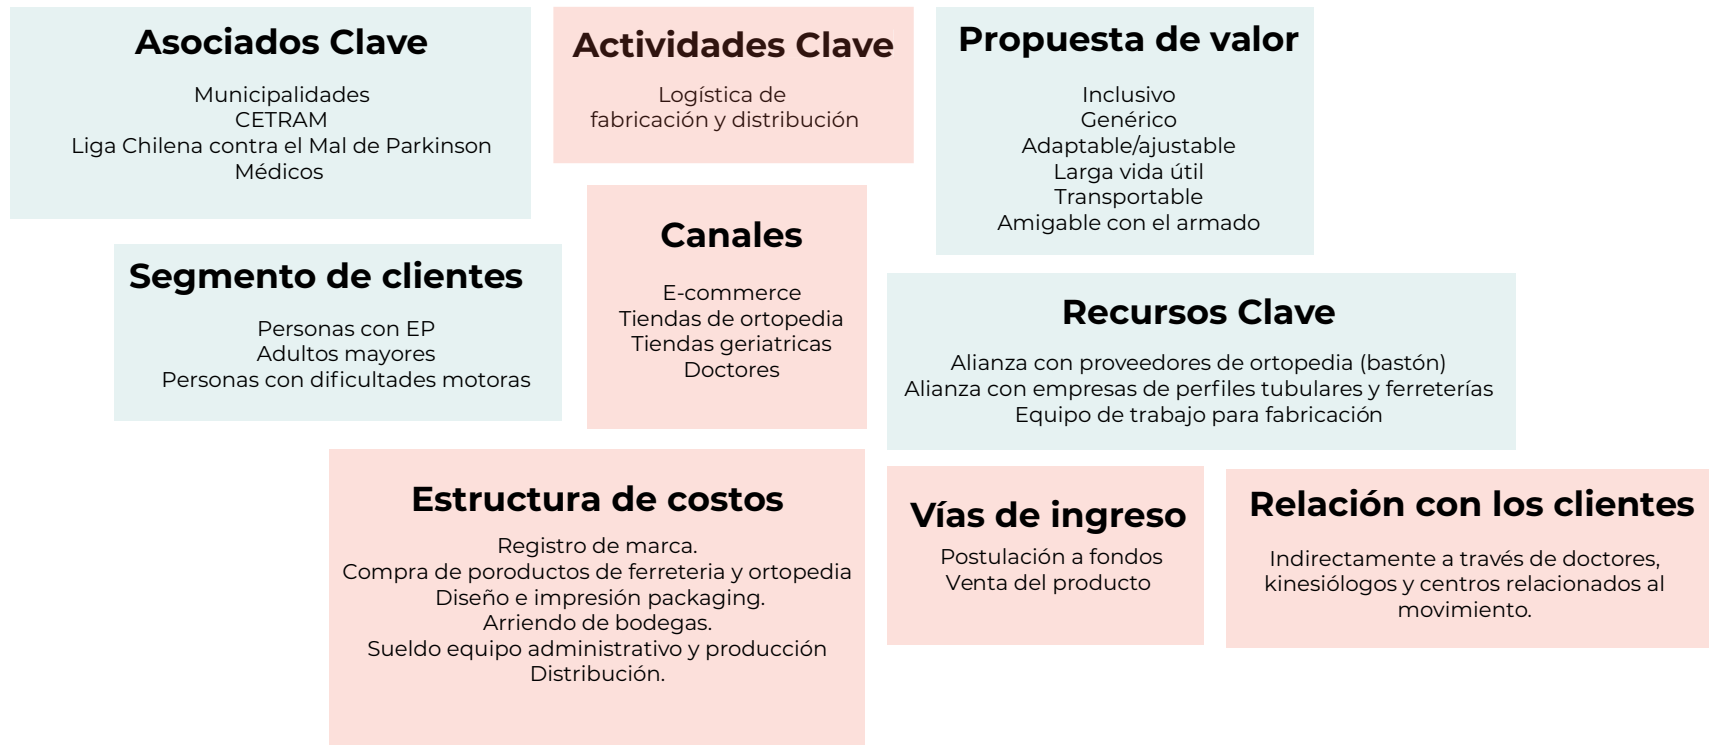 Asociados Clave
Municipalidades
CETRAM
Liga Chilena contra el Mal de Parkinson
Médicos
Actividades Clave
Logística de
fabricación y distribución
Propuesta de valor
Inclusivo
Genérico
Adaptable/ajustable
Larga vida útil
Transportable
Amigable con el armado
Segmento de clientes
Personas con EP
Adultos mayores
Personas con dificultades motoras
Canales
E-commerce
Tiendas de ortopedia
Tiendas geriatricas
Doctores
Recursos Clave
Alianza con proveedores de ortopedia (bastón)
Alianza con empresas de perfiles tubulares y ferreterías
Equipo de trabajo para fabricación
Estructura de costos
Registro de marca.
Compra de poroductos de ferreteria y ortopedia
Diseño e impresión packaging.
Arriendo de bodegas.
Sueldo equipo administrativo y producción
Distribución.
Vías de ingreso
Postulación a fondos
Venta del producto
Relación con los clientes
Indirectamente a través de doctores,
kinesiólogos y centros relacionados al
movimiento.